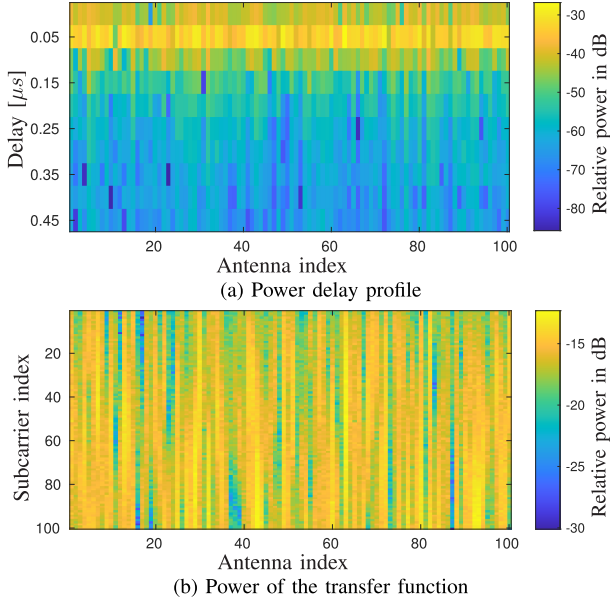 0.05
0.15
0.25
0.35
0.45
Delay [μs]
20 40 60 80 100
Antenna index
-30
-40
-50
-60
-70
-80
Relative power in dB
(a) Power delay profile
20
40
60
80
100
Subcarrier index
20 40 60 80 100
Antenna index
-15
-20
-25
-30
Relative power in dB
(b) Power of the transfer function